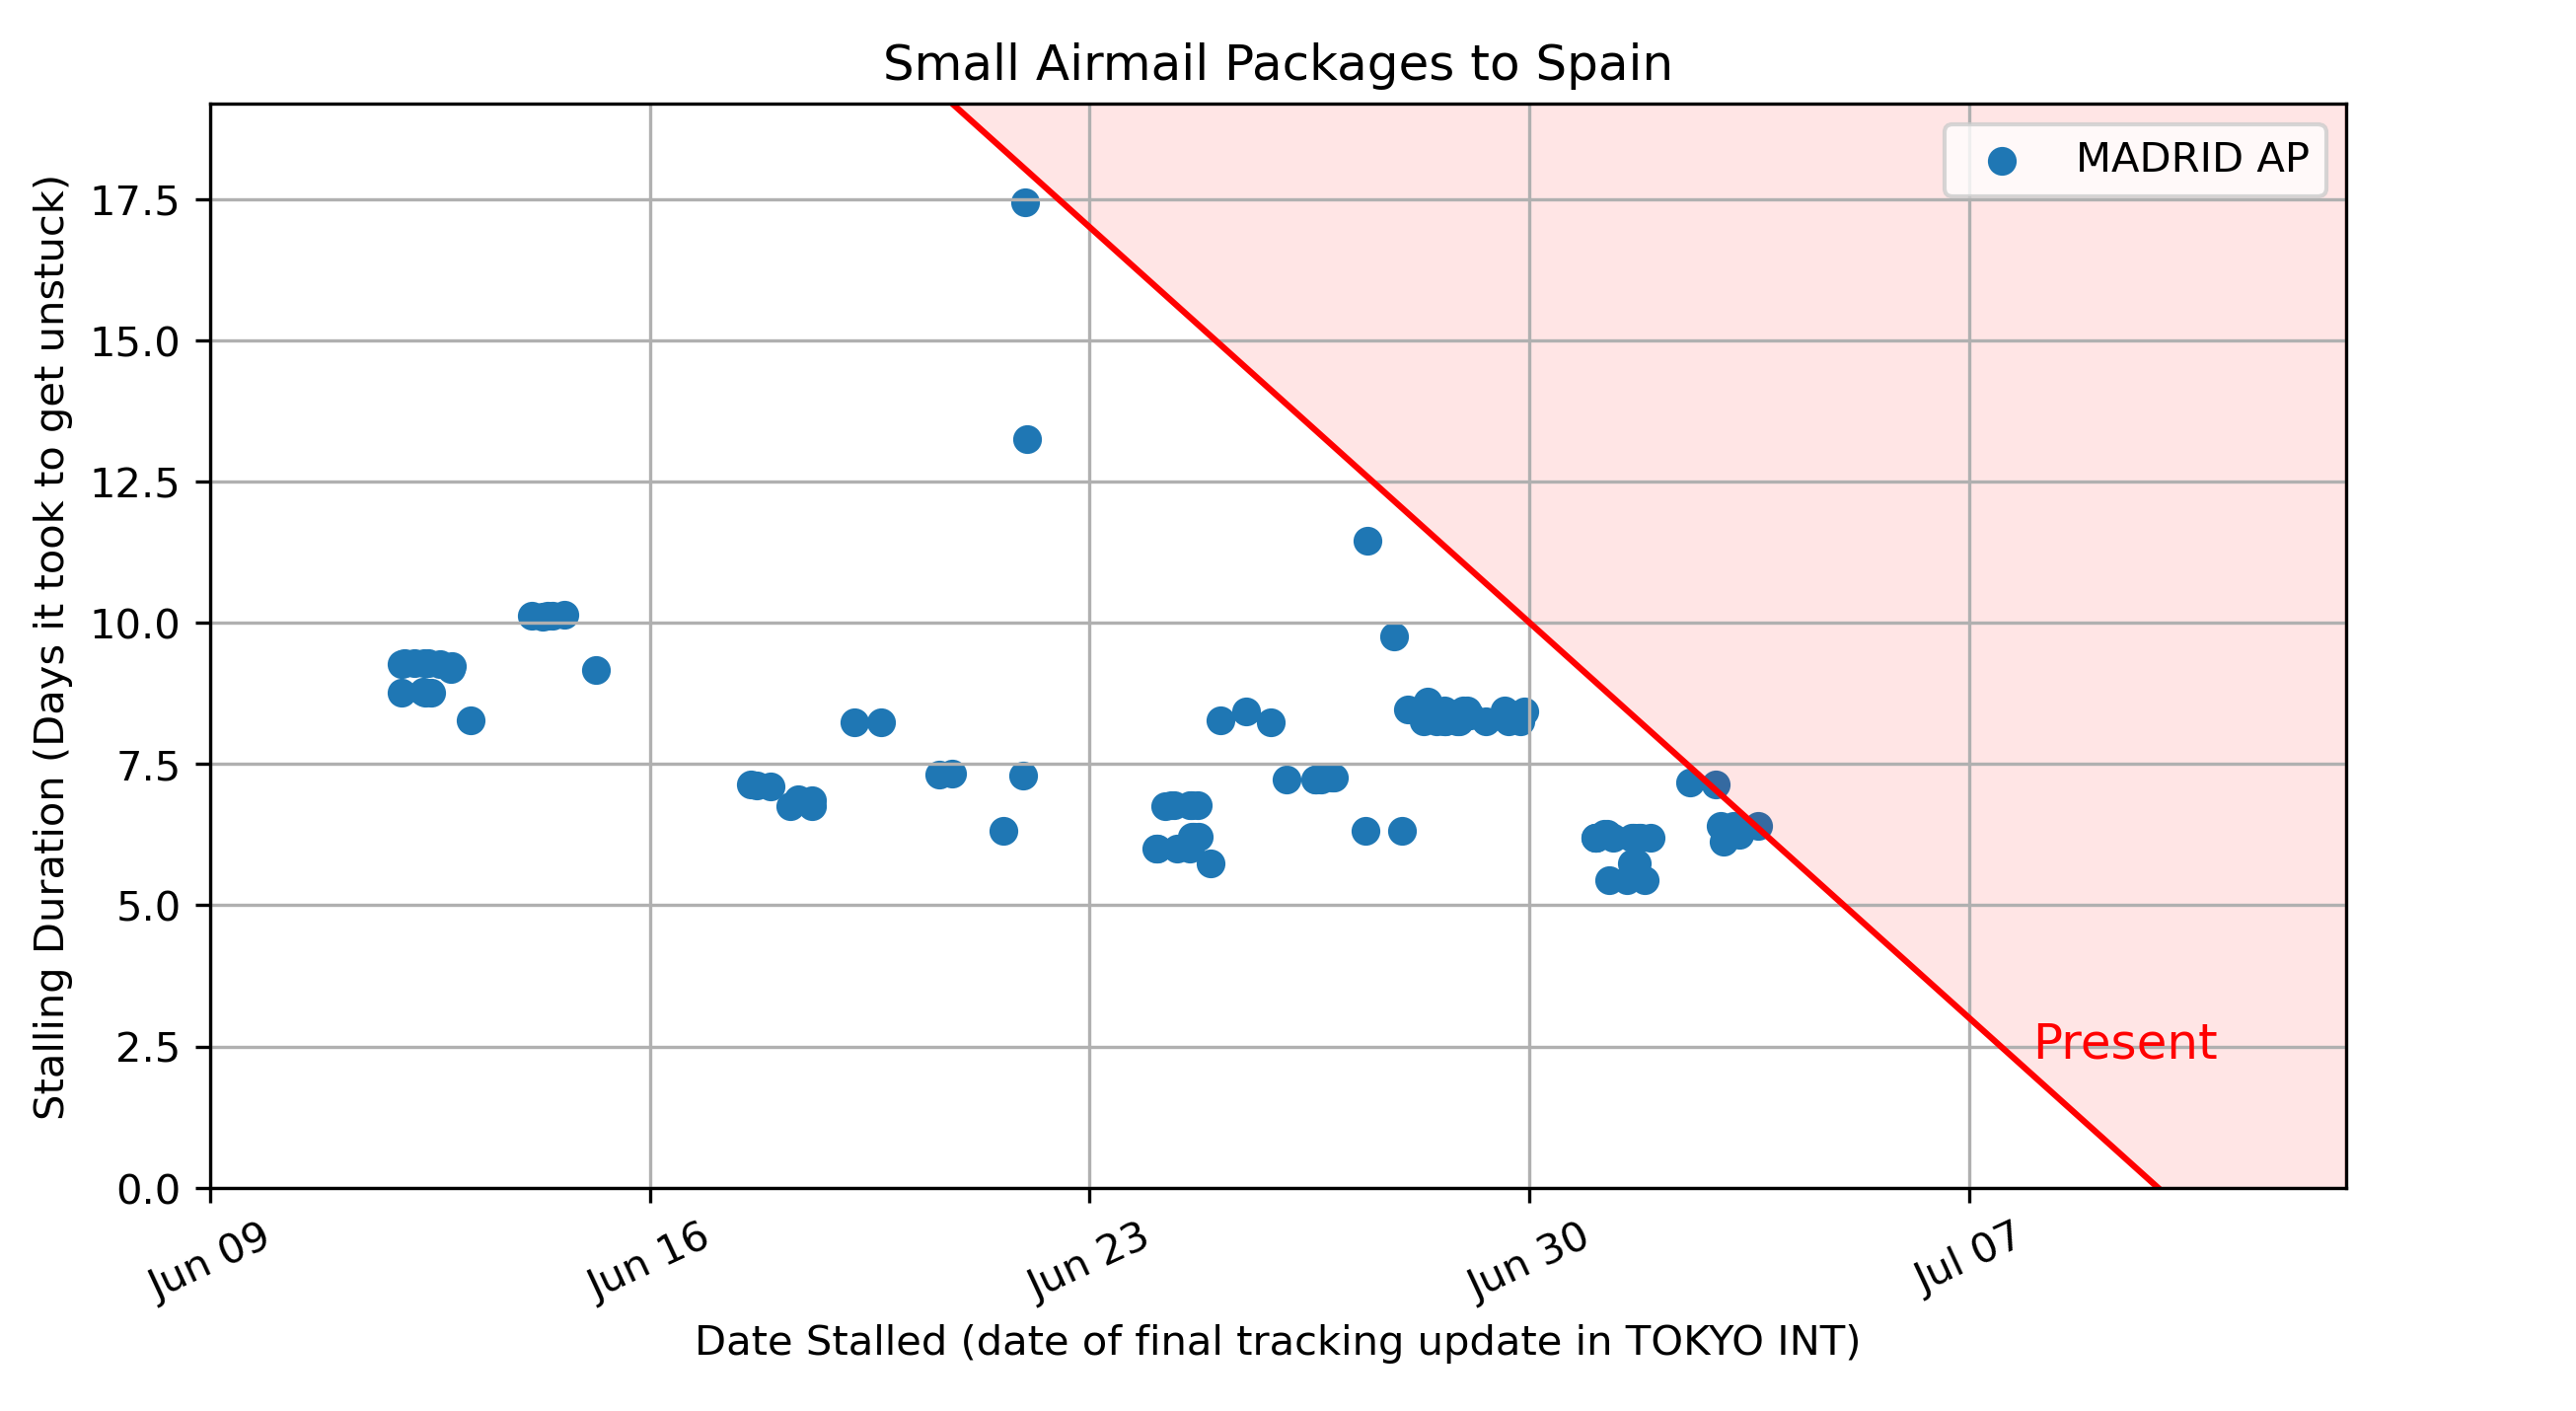 Small Airmail Packages to Spain
MADRID AP
Stalling Duration (Days it took to get unstuck)
17.5
15.0
12.5
10.0
7.5
5.0
2.5
0.0
Present
Jun 09
Jun 16
Jun 23
Jun 30
Jul 07
Date Stalled (date of final tracking update in TOKYO INT)